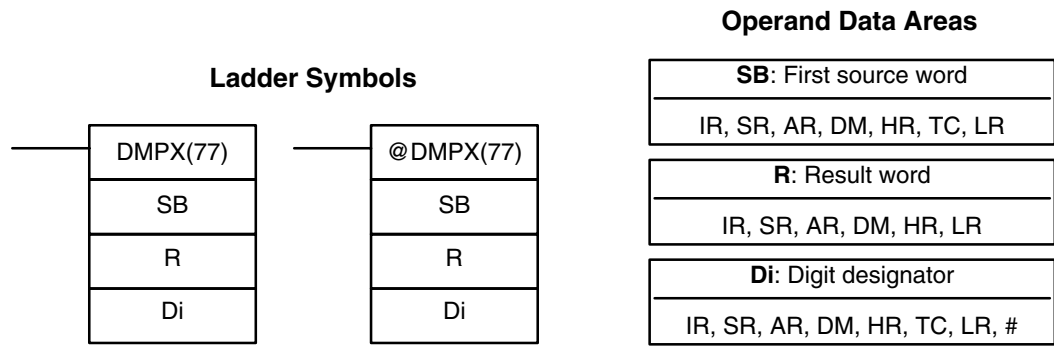 Ladder Symbols
DMPX(77)
SB
R
Di
@DMPX(77)
SB
R
Di
Operand Data Areas
SB: First source word
IR, SR, AR, DM, HR, TC, LR
R: Result word
IR, SR, AR, DM, HR, LR
Di: Digit designator
IR, SR, AR, DM, HR, TC, LR, #